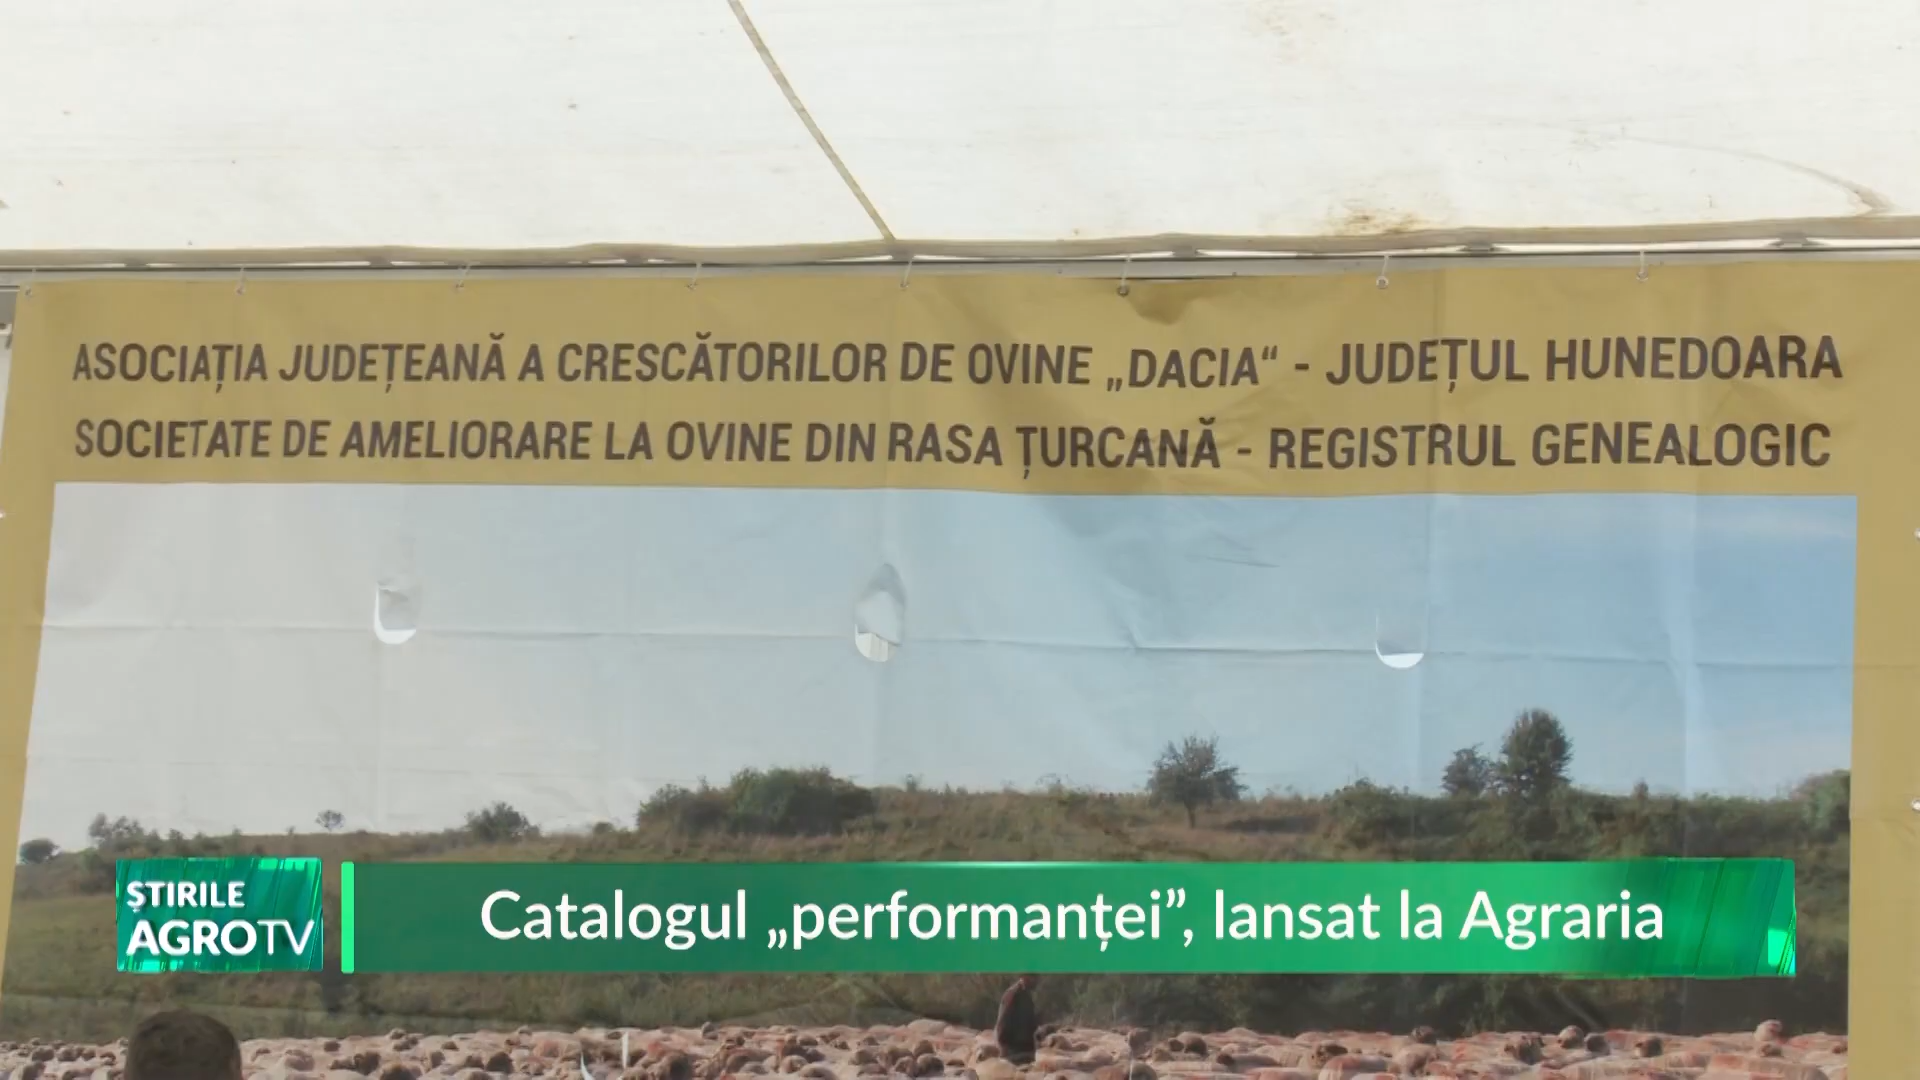 ASOCIAȚIA JUDEȚEANĂ A CRESCĂTORILOR DE OVINE „DACIA“ - JUDEȚUL HUNEDOARA
SOCIETATE DE AMELIORARE LA OVINE DIN RASA ȚURCANĂ - REGISTRUL GENEALOGIC
ȘTIRILE
AGROTV
Catalogul „performanței”, lansat la Agraria